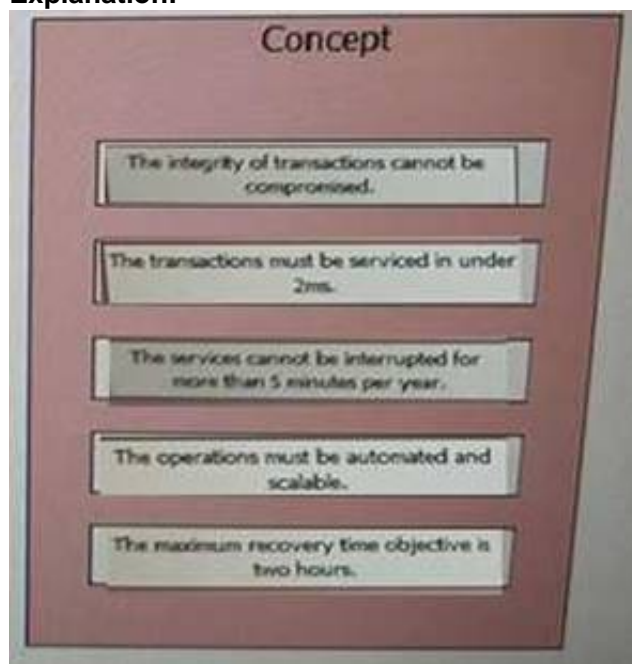 Explanation:
Concept
The integrity of transactions cannot be
compromised.
The transactions must be serviced in under
2ms.
The services cannot be interrupted for
more than 5 minutes per year.
The operations must be automated and
scalable.
The maximum recovery time objective is
two hours.